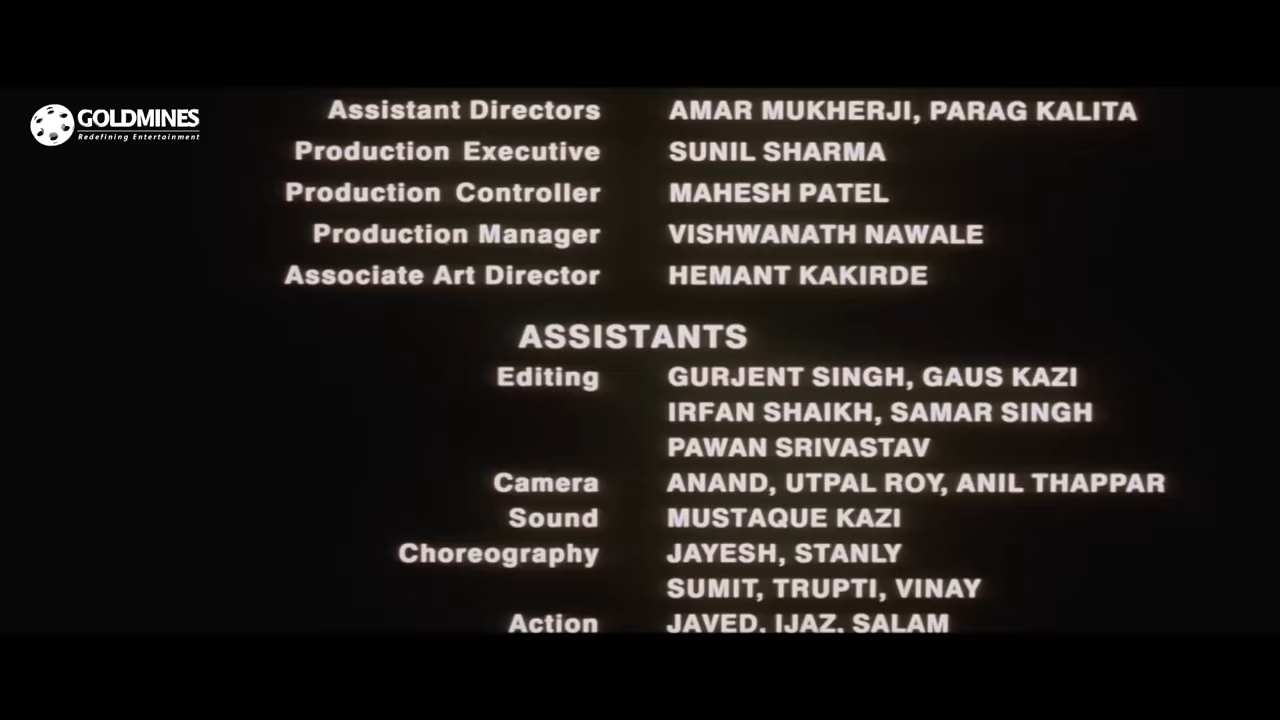 GOLDMINES
Redefining Entertainment
Assistant Directors AMAR MUKHERJI, PARAG KALITA
Production Executive SUNIL SHARMA
Production Controller MAHESH PATEL
Production Manager VISHWANATH NAWALE
Associate Art Director HEMANT KAKIRDE
ASSISTANTS
Editing GURJENT SINGH, GAUS KAZI
IRFAN SHAIKH, SAMAR SINGH
PAWAN SRIVASTAV
Camera ANAND, UTPAL ROY, ANIL THAPPAR
Sound MUSTAQUE KAZI
Choreography JAYESH, STANLY
SUMIT, TRUPTI, VINAY
Action JAVED, IJAZ, SALAM